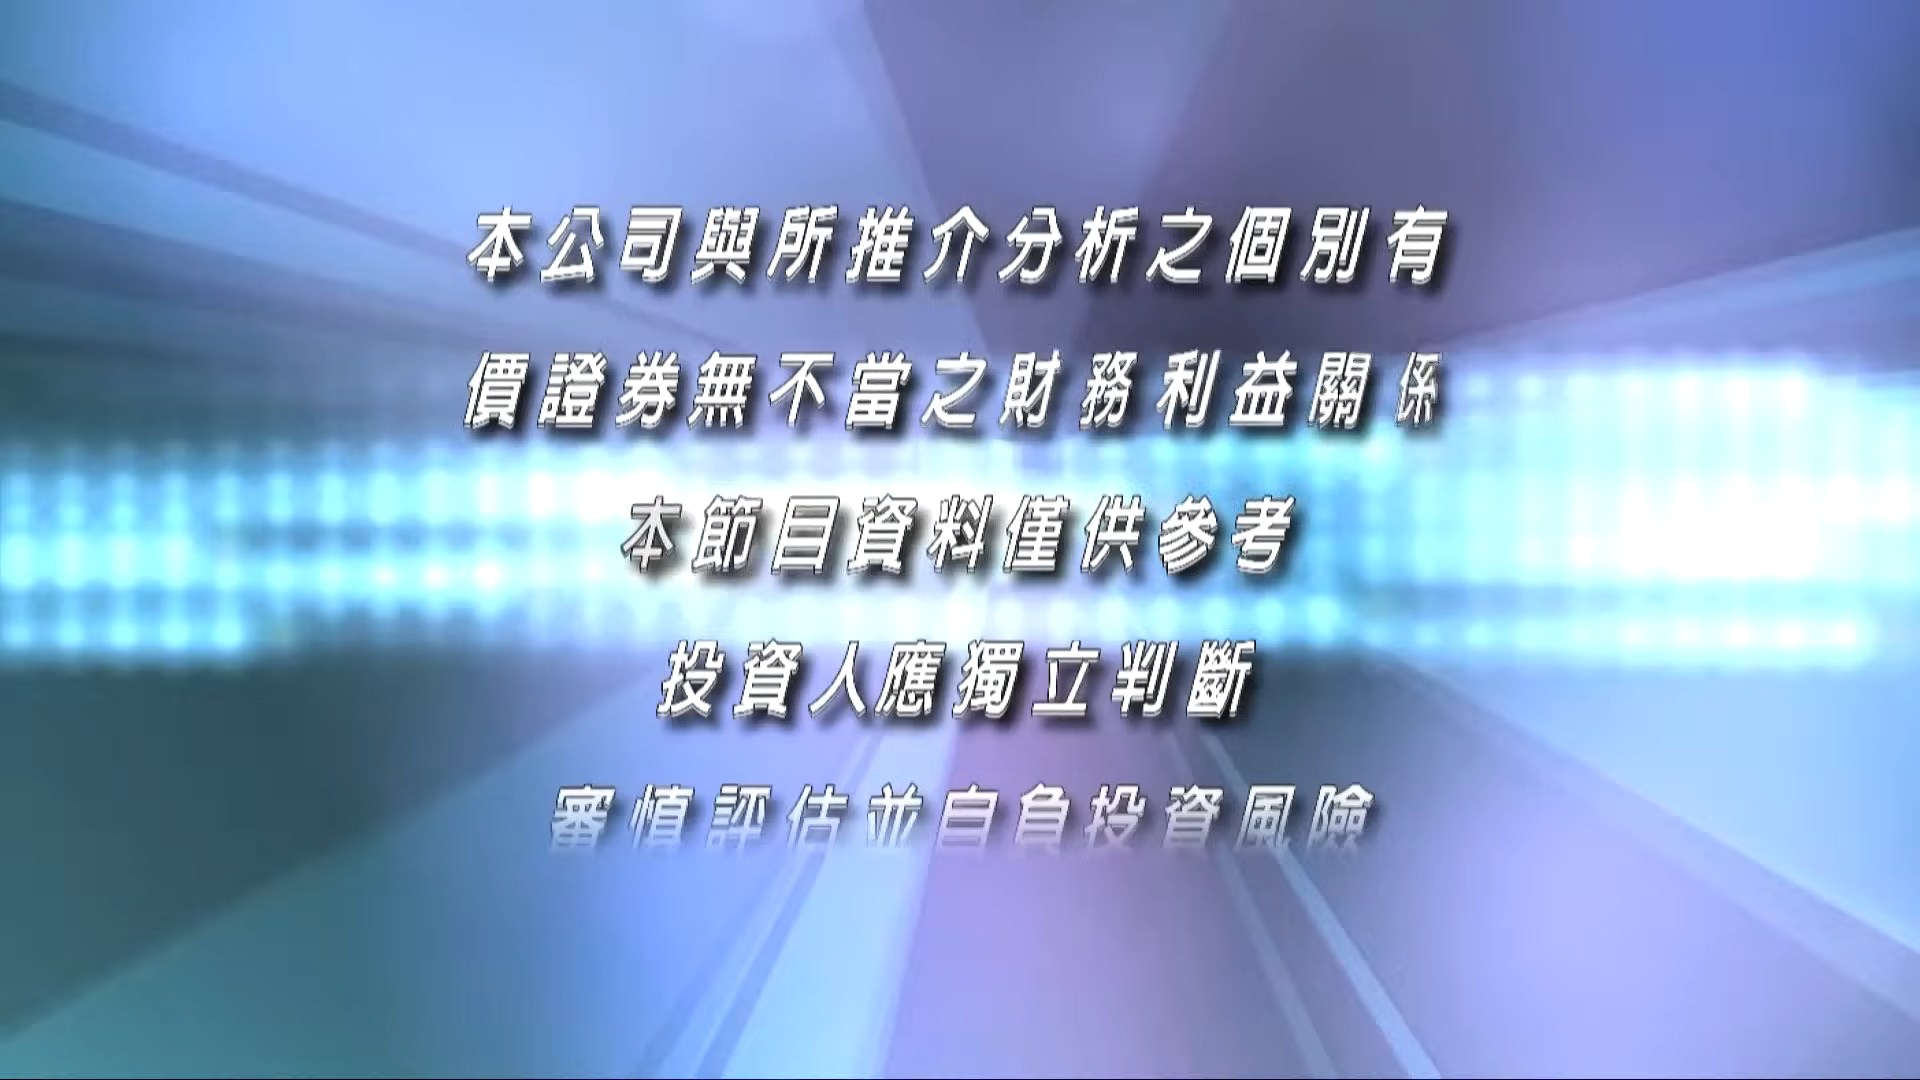 本公司與所推介分析之個別有
價證券無不當之財務利益關係
本節目資料僅供參考
投資人應獨立判斷
審慎評估並自負投資風險